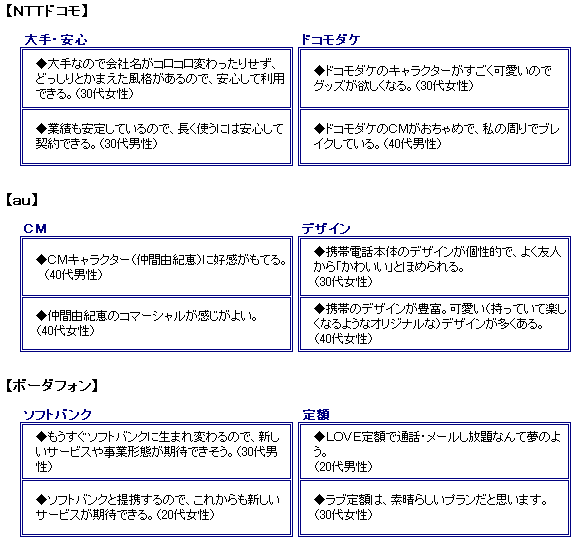 【NTTドコモ】
大手・安心
◆大手なので会社名がコロコロ変わったりせず、
どっしりとかまえた風格があるので、安心して利用
できる。(30代女性)
◆業績も安定しているので、長く使うには安心して
契約できる。(30代男性)
ドコモダケ
◆ドコモダケのキャラクターがすごく可愛いので
グッズが欲しくなる。(30代女性)
◆ドコモダケのCMがおちゃめで、私の周りでブレ
イクしている。(40代男性)
【au】
CM
◆CMキャラクター(仲間由紀恵)に好感がもてる。
(40代男性)
◆仲間由紀恵のコマーシャルが感じがよい。
(40代女性)
デザイン
◆携帯電話本体のデザインが個性的で、よく友人
から「かわいい」とほめられる。
(30代女性)
◆携帯のデザインが豊富。可愛い(持っていて楽し
くなるようなオリジナルな)デザインが多くある。
(40代女性)
【ボーダフォン】
ソフトバンク
◆もうすぐソフトバンクに生まれ変わるので、新し
いサービスや事業形態が期待できそう。(30代男
性)
◆ソフトバンクと提携するので、これからも新しい
サービスが期待できる。(20代女性)
定額
◆LOVE定額で通話・メールし放題なんて夢のよ
う。
(20代男性)
◆ラブ定額は、素晴らしいプランだと思います。
(30代女性)